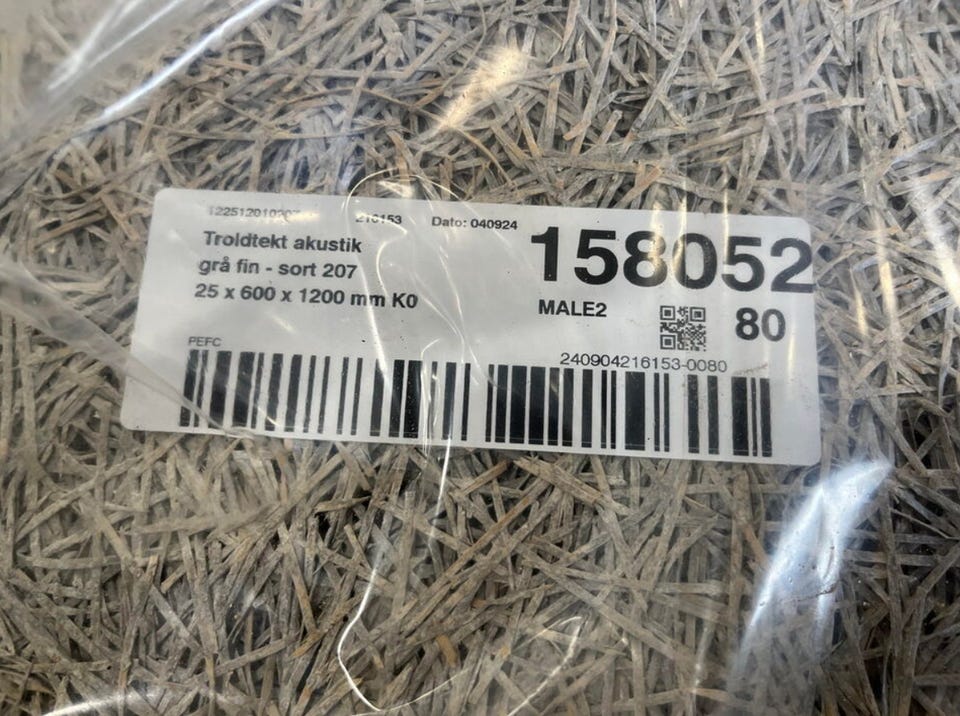 216153 Dato: 040924
Troldtekt akustik
grå fin - sort 207
25 x 600 x 1200 mm K0
158052
MALE2
80
PEFC
240904216153-0080